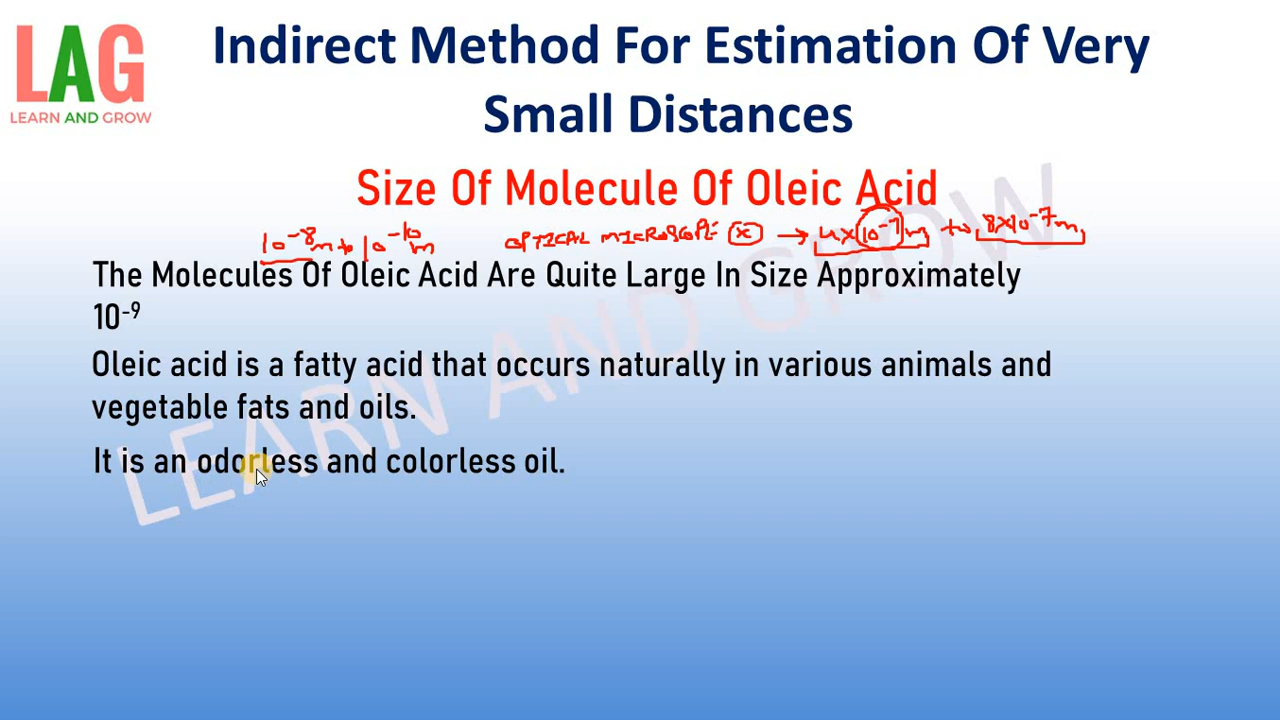 LAG
LEARN AND GROW
Indirect Method For Estimation Of Very
Small Distances
Size Of Molecule Of Oleic Acid
10⁻⁸m to 10⁻¹⁰m OPTICAL MICROSCOPE (x) → 4×10⁻⁷m to 8×10⁻⁷m
The Molecules Of Oleic Acid Are Quite Large In Size Approximately
10⁻⁹
Oleic acid is a fatty acid that occurs naturally in various animals and
vegetable fats and oils.
It is an odorless and colorless oil.
LEARN AND GROW